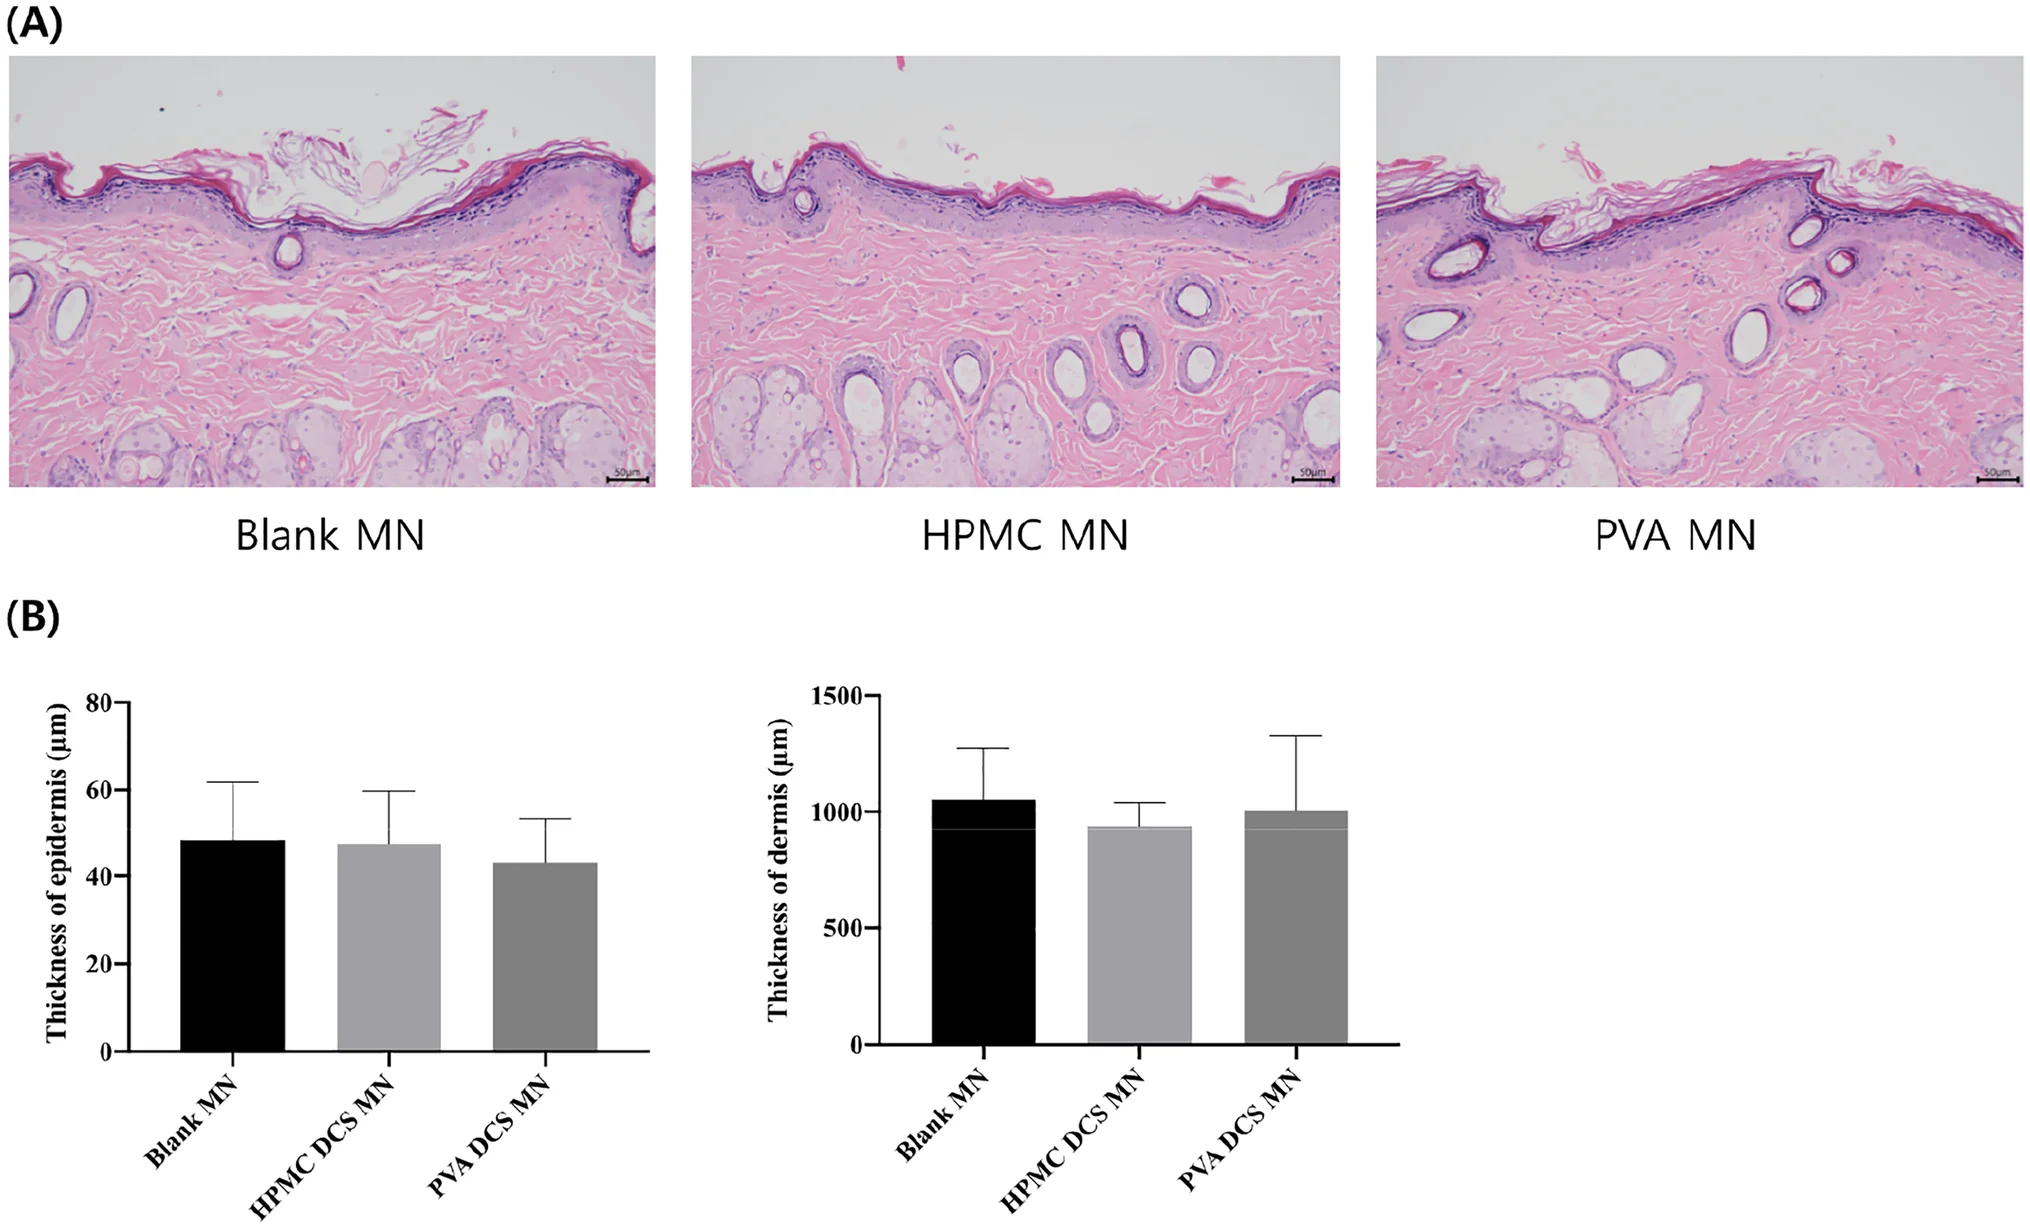 (A)
50μm
50μm
50μm
Blank MN
HPMC MN
PVA MN
(B)
Thickness of epidermis (μm)
80
60
40
20
0
Blank MN
HPMC DCS MN
PVA DCS MN
Thickness of dermis (μm)
1500
1000
500
0
Blank MN
HPMC DCS MN
PVA DCS MN